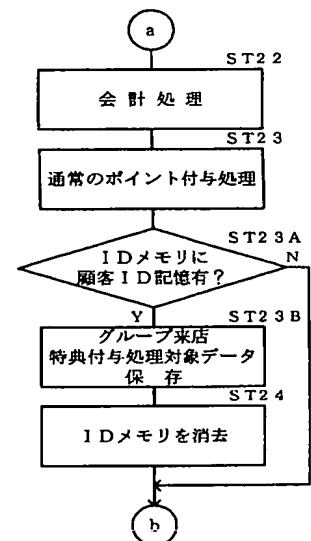 a
ST22
会計処理
ST23
通常のポイント付与処理
ST23A
IDメモリに
顧客ID記憶有?
N
Y
ST23B
グループ来店
特典付与処理対象データ
保存
ST24
IDメモリを消去
b